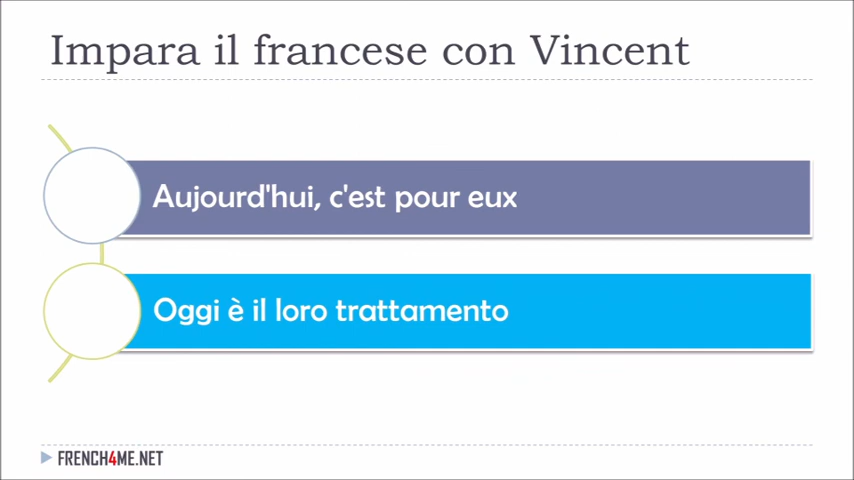 Impara il francese con Vincent
Aujourd'hui, c'est pour eux
Oggi è il loro trattamento
FRENCH4ME.NET